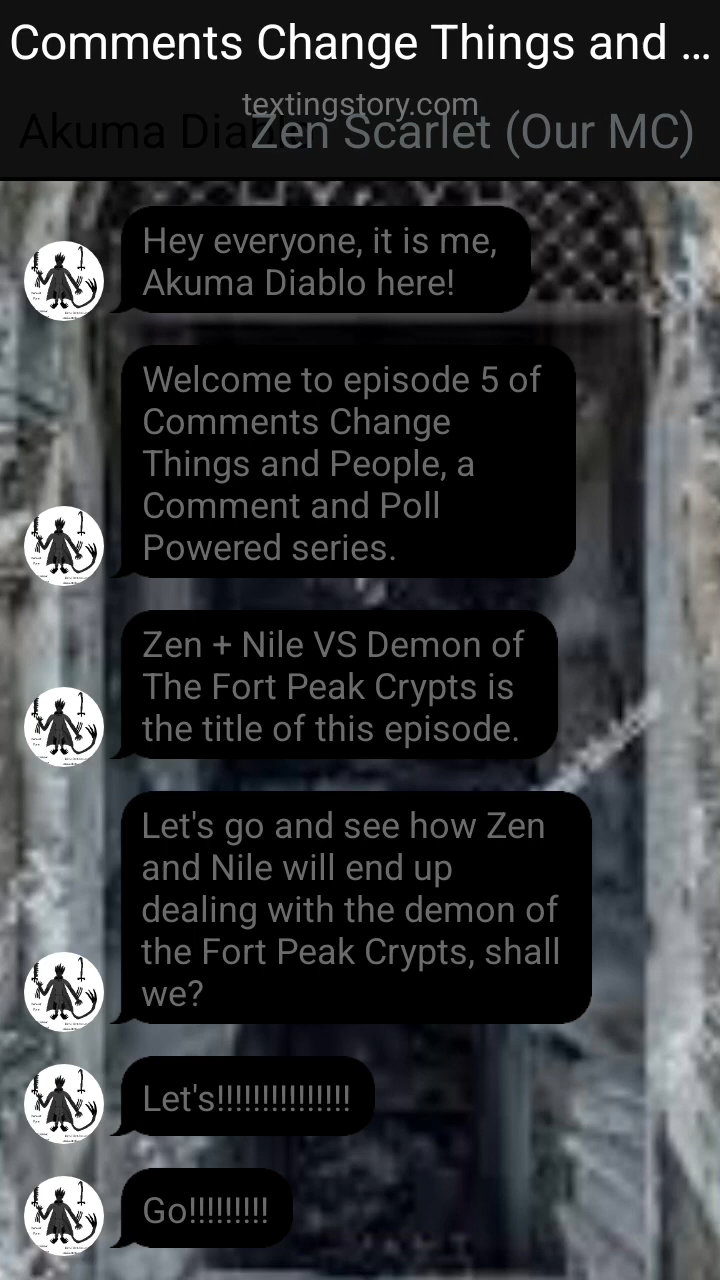 Comments Change Things and ...
textingstory.com
Akuma Diab Zen Scarlet (Our MC)
Hey everyone, it is me,
Akuma Diablo here!
Welcome to episode 5 of
Comments Change
Things and People, a
Comment and Poll
Powered series.
Zen + Nile VS Demon of
The Fort Peak Crypts is
the title of this episode.
Let's go and see how Zen
and Nile will end up
dealing with the demon of
the Fort Peak Crypts, shall
we?
Let's!!!!!!!!!!!!!!!
Go!!!!!!!!!